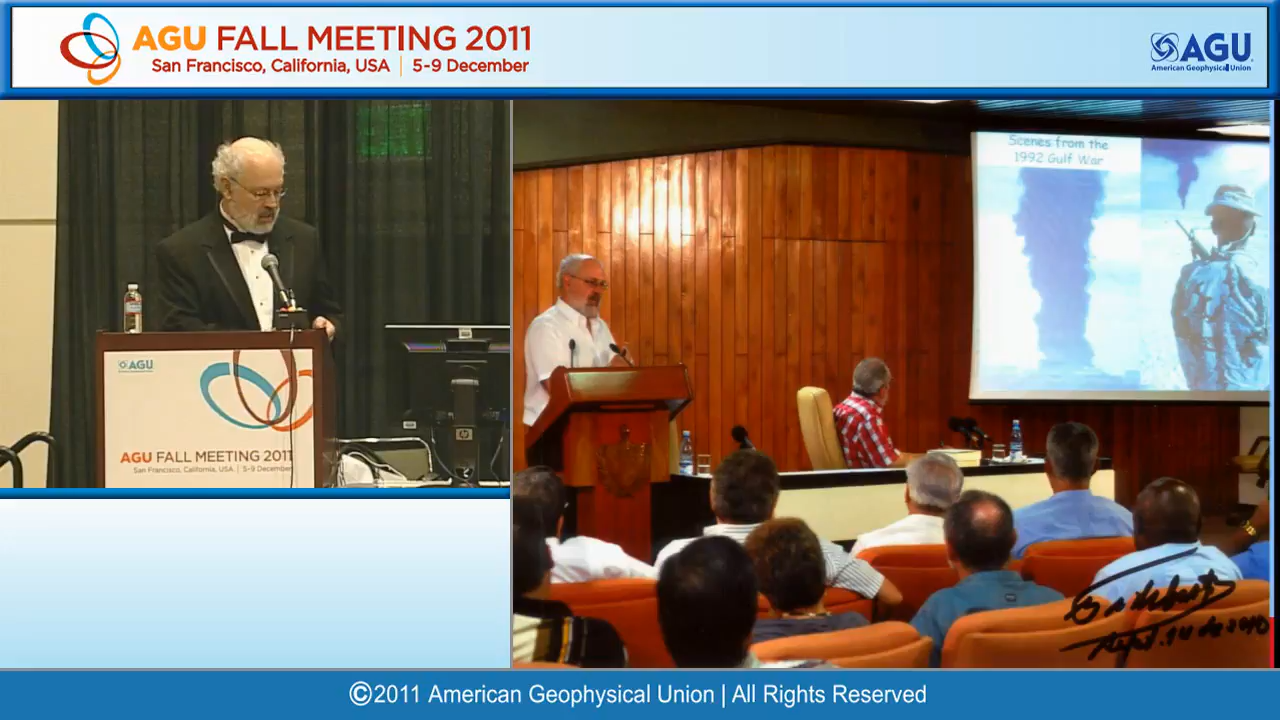 AGU FALL MEETING 2011
San Francisco, California, USA | 5-9 December
AGU
American Geophysical Union
Scenes from the
1992 Gulf War
AGU
AGU FALL MEETING 2011
San Francisco, California, USA | 5-9 December
hp
©2011 American Geophysical Union | All Rights Reserved